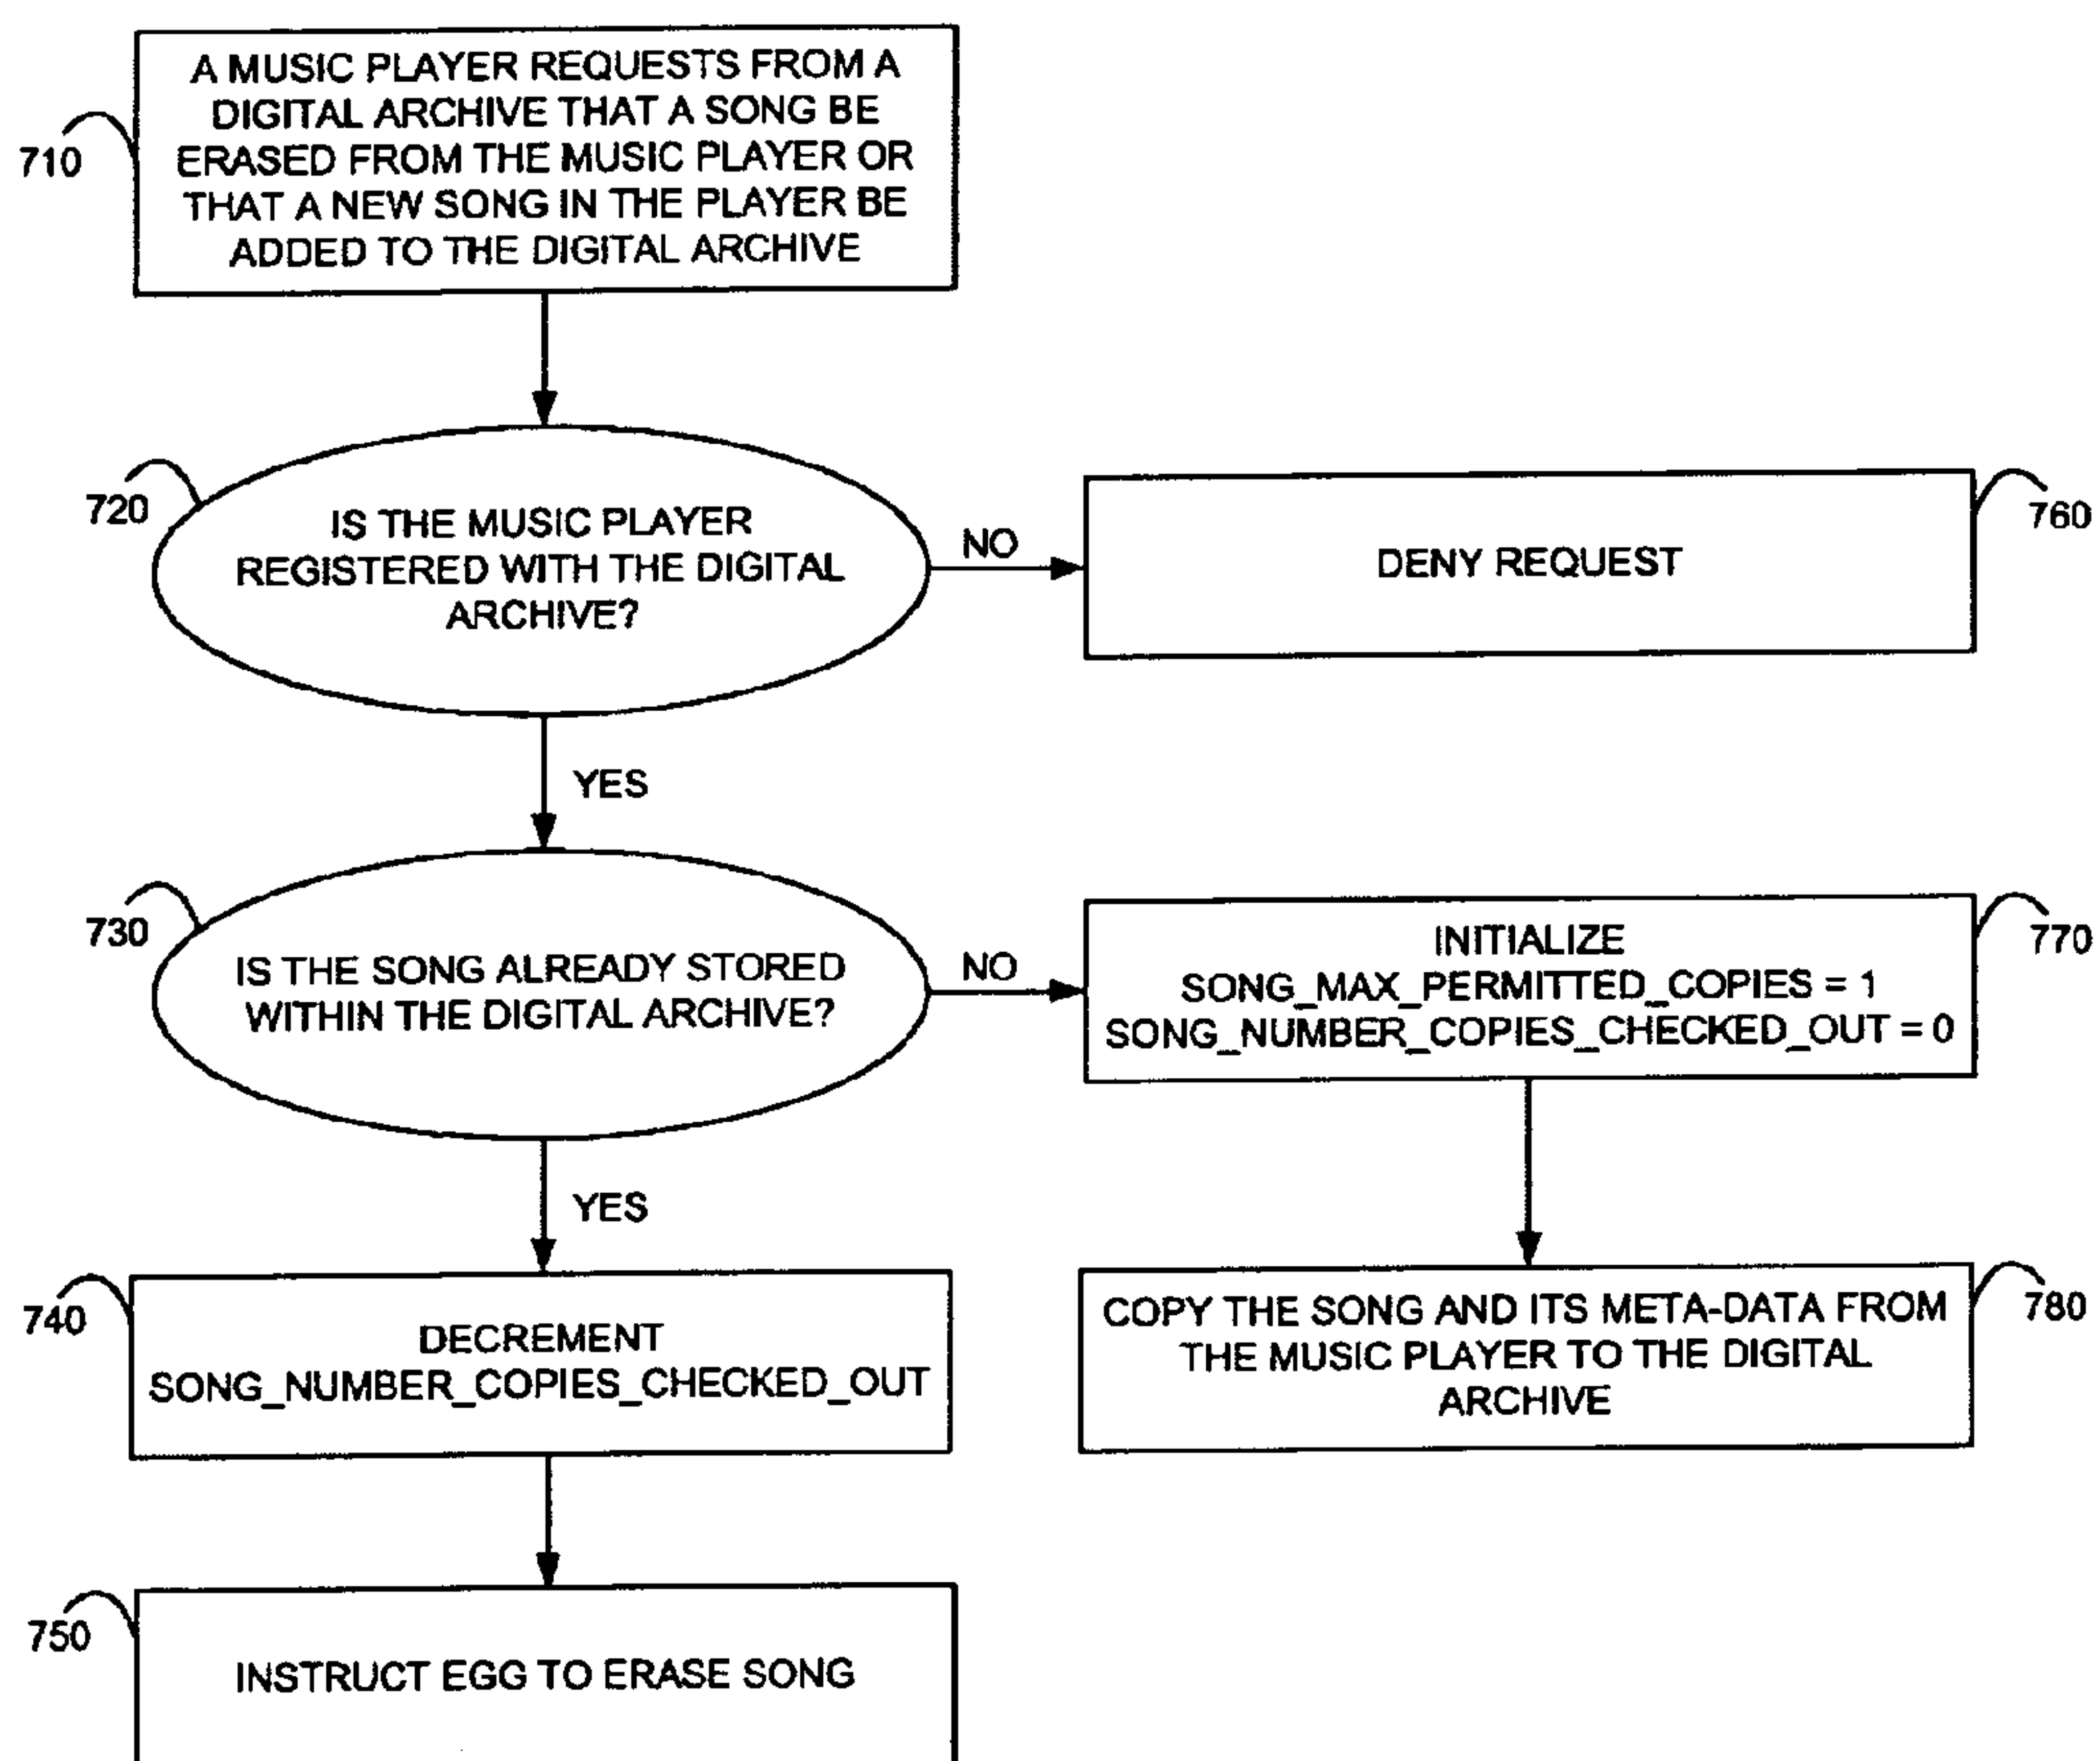 A MUSIC PLAYER REQUESTS FROM A
DIGITAL ARCHIVE THAT A SONG BE
ERASED FROM THE MUSIC PLAYER OR
THAT A NEW SONG IN THE PLAYER BE
ADDED TO THE DIGITAL ARCHIVE
710
720
IS THE MUSIC PLAYER
REGISTERED WITH THE DIGITAL
ARCHIVE?
NO
DENY REQUEST
760
YES
730
IS THE SONG ALREADY STORED
WITHIN THE DIGITAL ARCHIVE?
NO
INITIALIZE
SONG_MAX_PERMITTED_COPIES = 1
SONG_NUMBER_COPIES_CHECKED_OUT = 0
770
YES
740
DECREMENT
SONG_NUMBER_COPIES_CHECKED_OUT
COPY THE SONG AND ITS META-DATA FROM
THE MUSIC PLAYER TO THE DIGITAL
ARCHIVE
780
750
INSTRUCT EGG TO ERASE SONG